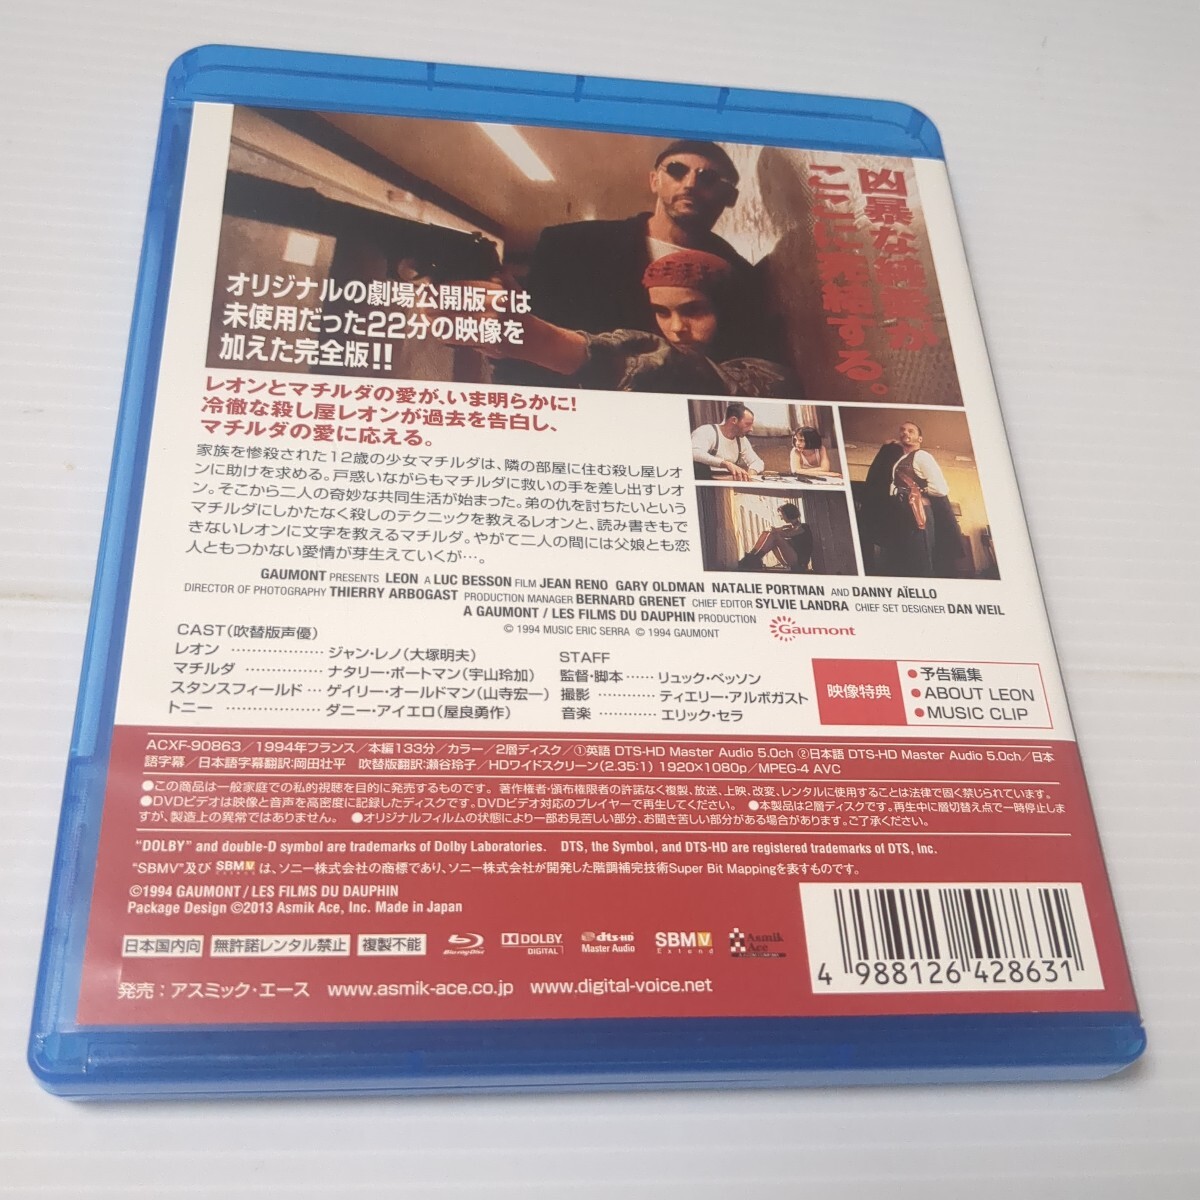 凶暴な純愛が
ここに完結する。
オリジナルの劇場公開版では
未使用だった22分の映像を
加えた完全版!!
レオンとマチルダの愛が、いま明らかに!
冷徹な殺し屋レオンが過去を告白し、
マチルダの愛に応える。
家族を惨殺された12歳の少女マチルダは、隣の部屋に住む殺し屋レオ
ンに助けを求める。戸惑いながらもマチルダに救いの手を差し出すレオ
ン。そこから二人の奇妙な共同生活が始まった。弟の仇を討ちたいという
マチルダにしかたなく殺しのテクニックを教えるレオンと、読み書きもで
きないレオンに文字を教えるマチルダ。やがて二人の間には父娘とも恋
人ともつかない愛情が芽生えていくが…。
GAUMONT PRESENTS LEON A LUC BESSON FILM JEAN RENO GARY OLDMAN NATALIE PORTMAN AND DANNY AÏELLO
DIRECTOR OF PHOTOGRAPHY THIERRY ARBOGAST PRODUCTION MANAGER BERNARD GRENET CHIEF EDITOR SYLVIE LANDRA CHIEF SET DESIGNER DAN WEIL
A GAUMONT / LES FILMS DU DAUPHIN PRODUCTION
© 1994 MUSIC ERIC SERRA © 1994 GAUMONT
Gaumont
CAST(吹替版声優)
レオン ………………… ジャン・レノ(大塚明夫)
マチルダ …………… ナタリー・ポートマン(宇山玲加)
スタンスフィールド … ゲイリー・オールドマン(山寺宏一)
トニー ………………… ダニー・アイエロ(屋良勇作)
STAFF
監督・脚本 …… リュック・ベッソン
撮影 …………… ティエリー・アルボガスト
音楽 ………… エリック・セラ
映像特典
●予告編集
●ABOUT LEON
●MUSIC CLIP
ACXF-90863/1994年フランス/本編133分/カラー/2層ディスク/①英語 DTS-HD Master Audio 5.0ch ②日本語 DTS-HD Master Audio 5.0ch/日本
語字幕/日本語字幕翻訳:岡田壮平 吹替版翻訳:瀬谷玲子/HDワイドスクリーン(2.35:1) 1920×1080p/MPEG-4 AVC
●この商品は一般家庭での私的視聴を目的に発売するものです。著作権者・頒布権限者の許諾なく複製、放送、上映、改変、レンタルに使用することは法律で固く禁じられています。
●DVDビデオは映像と音声を高密度に記録したディスクです。DVDビデオ対応のプレイヤーで再生してください。 ●本製品は2層ディスクです。再生中に層切替え点で一時停止しま
すが、製造上の異常ではありません。 ●オリジナルフィルムの状態により一部お見苦しい部分、お聞き苦しい部分がある場合があります。ご了承ください。
"DOLBY" and double-D symbol are trademarks of Dolby Laboratories. DTS, the Symbol, and DTS-HD are registered trademarks of DTS, Inc.
"SBMV"及び SBMV は、ソニー株式会社の商標であり、ソニー株式会社が開発した階調補完技術Super Bit Mappingを表すものです。
©1994 GAUMONT / LES FILMS DU DAUPHIN
Package Design ©2013 Asmik Ace, Inc. Made in Japan
日本国内向 無許諾レンタル禁止 複製不能 Blu-ray Disc DOLBY DIGITAL dts-HD Master Audio SBMV Extend Asmik Ace
発売:アスミック・エース www.asmik-ace.co.jp www.digital-voice.net
4 988126 428631